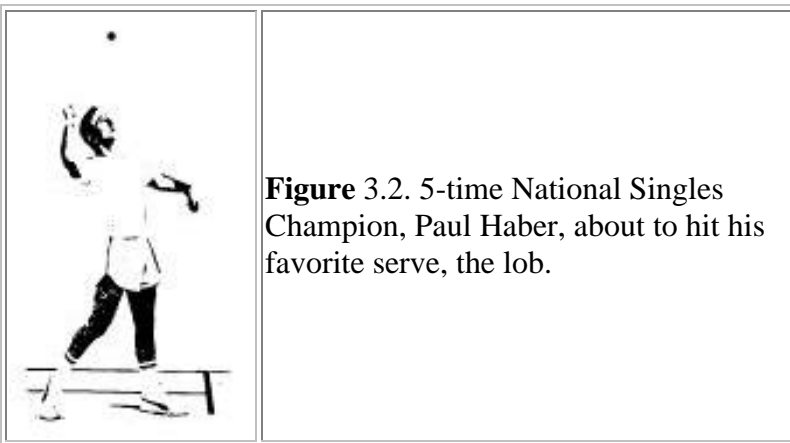 Figure 3.2. 5-time National Singles
Champion, Paul Haber, about to hit his
favorite serve, the lob.